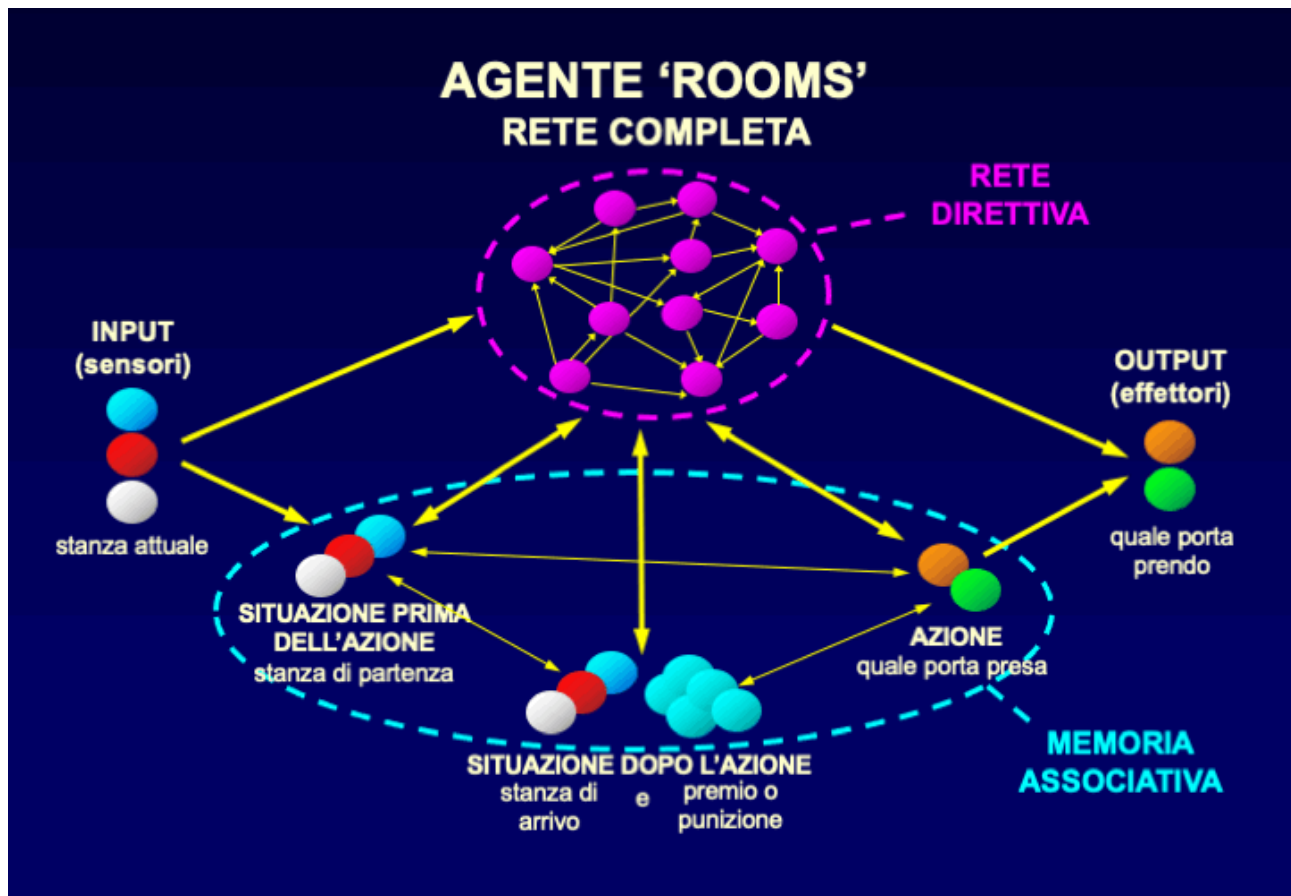 AGENTE ‘ROOMS’
RETE COMPLETA
RETE
DIRETTIVA
INPUT
(sensori)
stanza attuale
OUTPUT
(effettori)
quale porta
prendo
SITUAZIONE PRIMA
DELL’AZIONE
stanza di partenza
AZIONE
quale porta presa
SITUAZIONE DOPO L’AZIONE
stanza di
arrivo
e
premio o
punizione
MEMORIA
ASSOCIATIVA